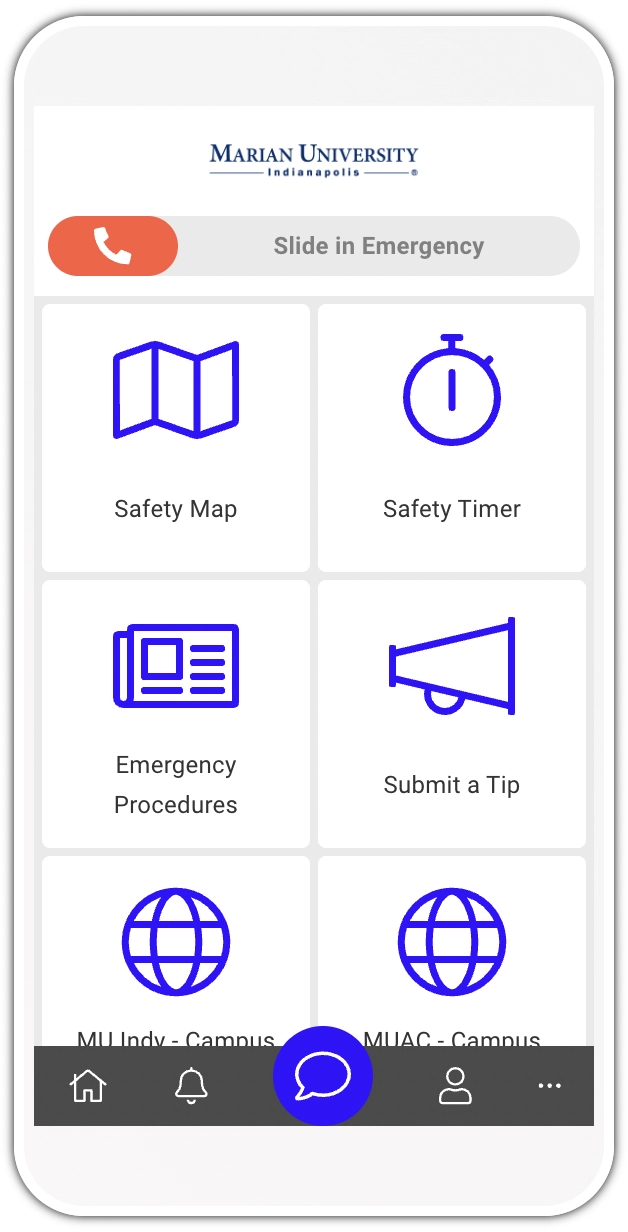 MARIAN UNIVERSITY
Indianapolis ®
Slide in Emergency
Safety Map
Safety Timer
Emergency
Procedures
Submit a Tip
MU Indy - Campus
MUAC - Campus